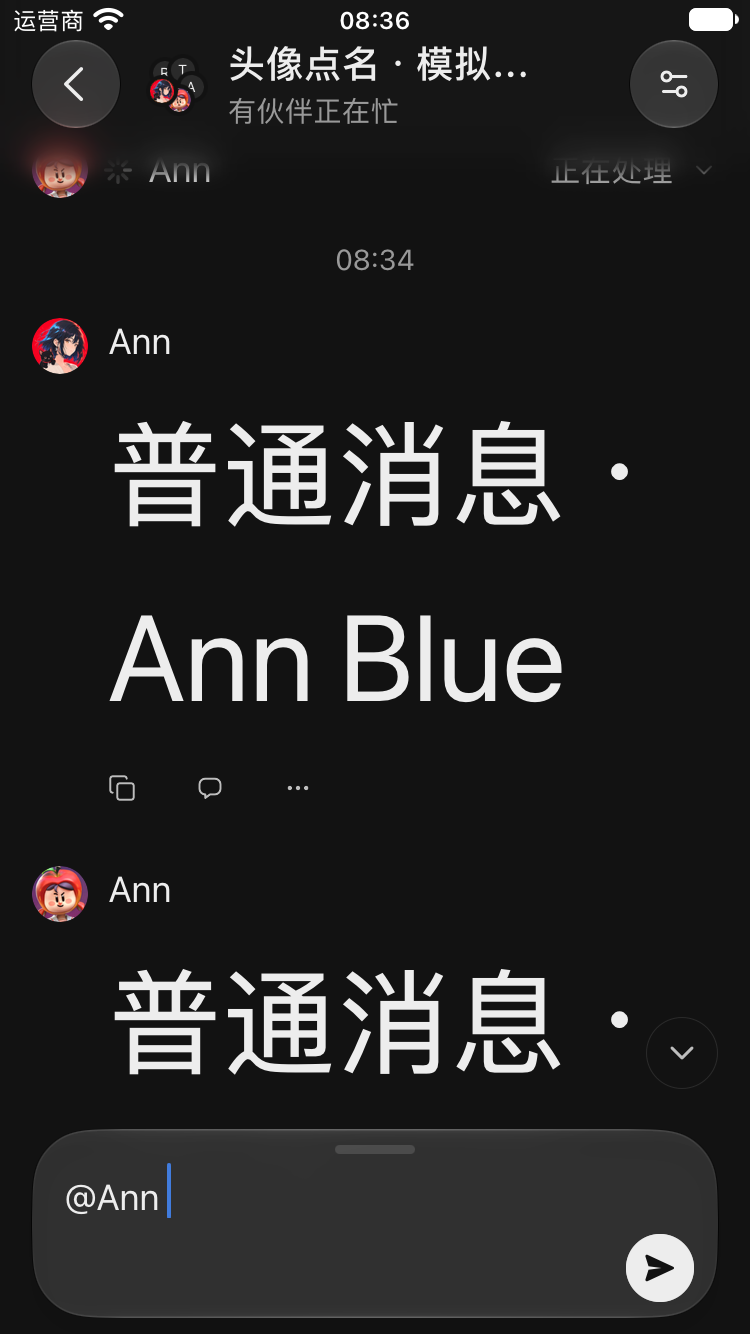 运营商 08:36
头像点名 · 模拟...
有伙伴正在忙
Ann 正在处理
08:34
Ann
普通消息 ·
Ann Blue
Ann
普通消息 ·
@Ann